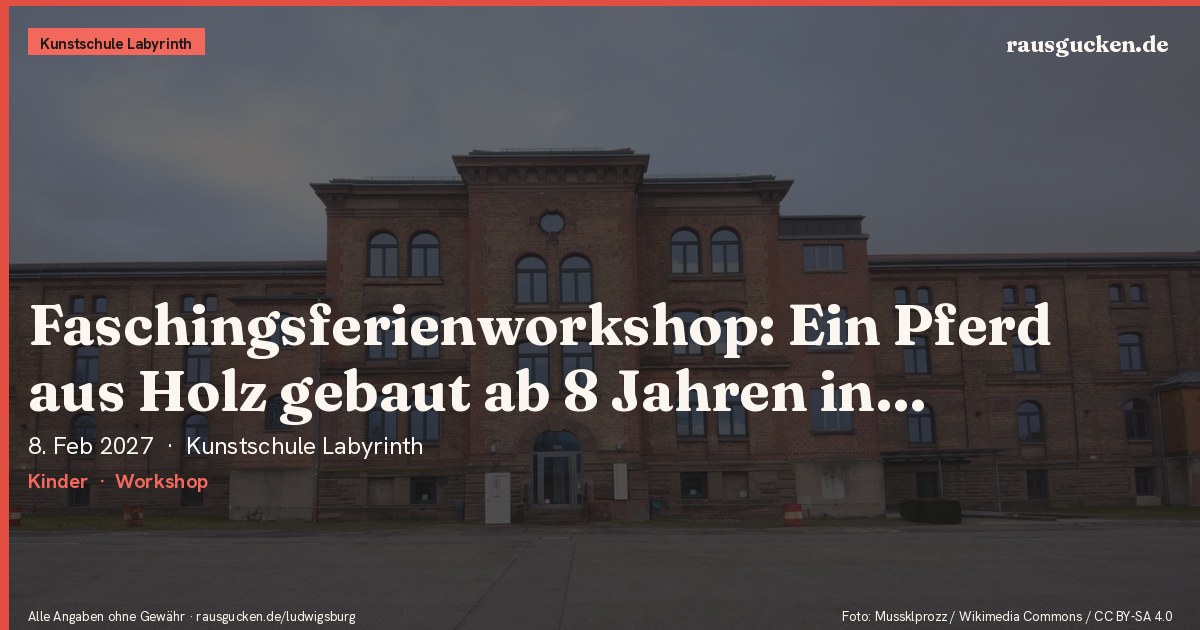 Kunstschule Labyrinth
rausgucken.de
Faschingsferienworkshop: Ein Pferd
aus Holz gebaut ab 8 Jahren in...
8. Feb 2027 · Kunstschule Labyrinth
Kinder · Workshop
Alle Angaben ohne Gewähr · rausgucken.de/ludwigsburg
Foto: Mussklprozz / Wikimedia Commons / CC BY-SA 4.0